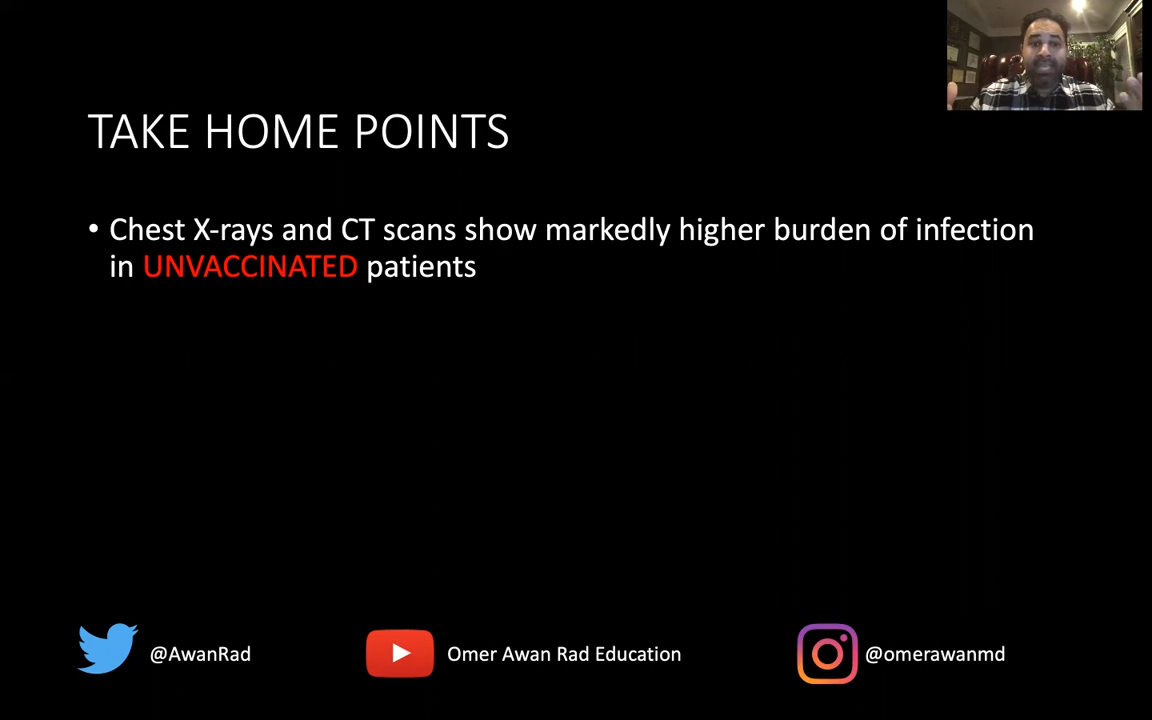 TAKE HOME POINTS
• Chest X-rays and CT scans show markedly higher burden of infection
in UNVACCINATED patients
@AwanRad
Omer Awan Rad Education
@omerawanmd